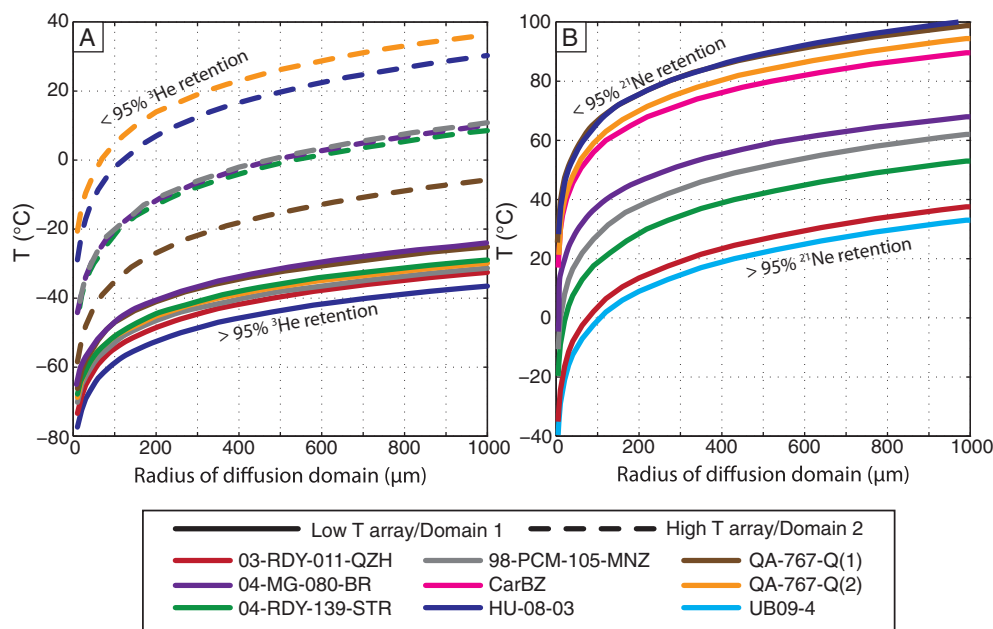 A
40
20
0
−20
−40
−60
−80
T (°C)
< 95% ³He retention
> 95% ³He retention
0 200 400 600 800 1000
Radius of diffusion domain (μm)
B
100
80
60
40
20
0
−20
−40
T (°C)
< 95% ²¹Ne retention
> 95% ²¹Ne retention
0 200 400 600 800 1000
Radius of diffusion domain (μm)
Low T array/Domain 1 High T array/Domain 2
03-RDY-011-QZH 98-PCM-105-MNZ QA-767-Q(1)
04-MG-080-BR CarBZ QA-767-Q(2)
04-RDY-139-STR HU-08-03 UB09-4